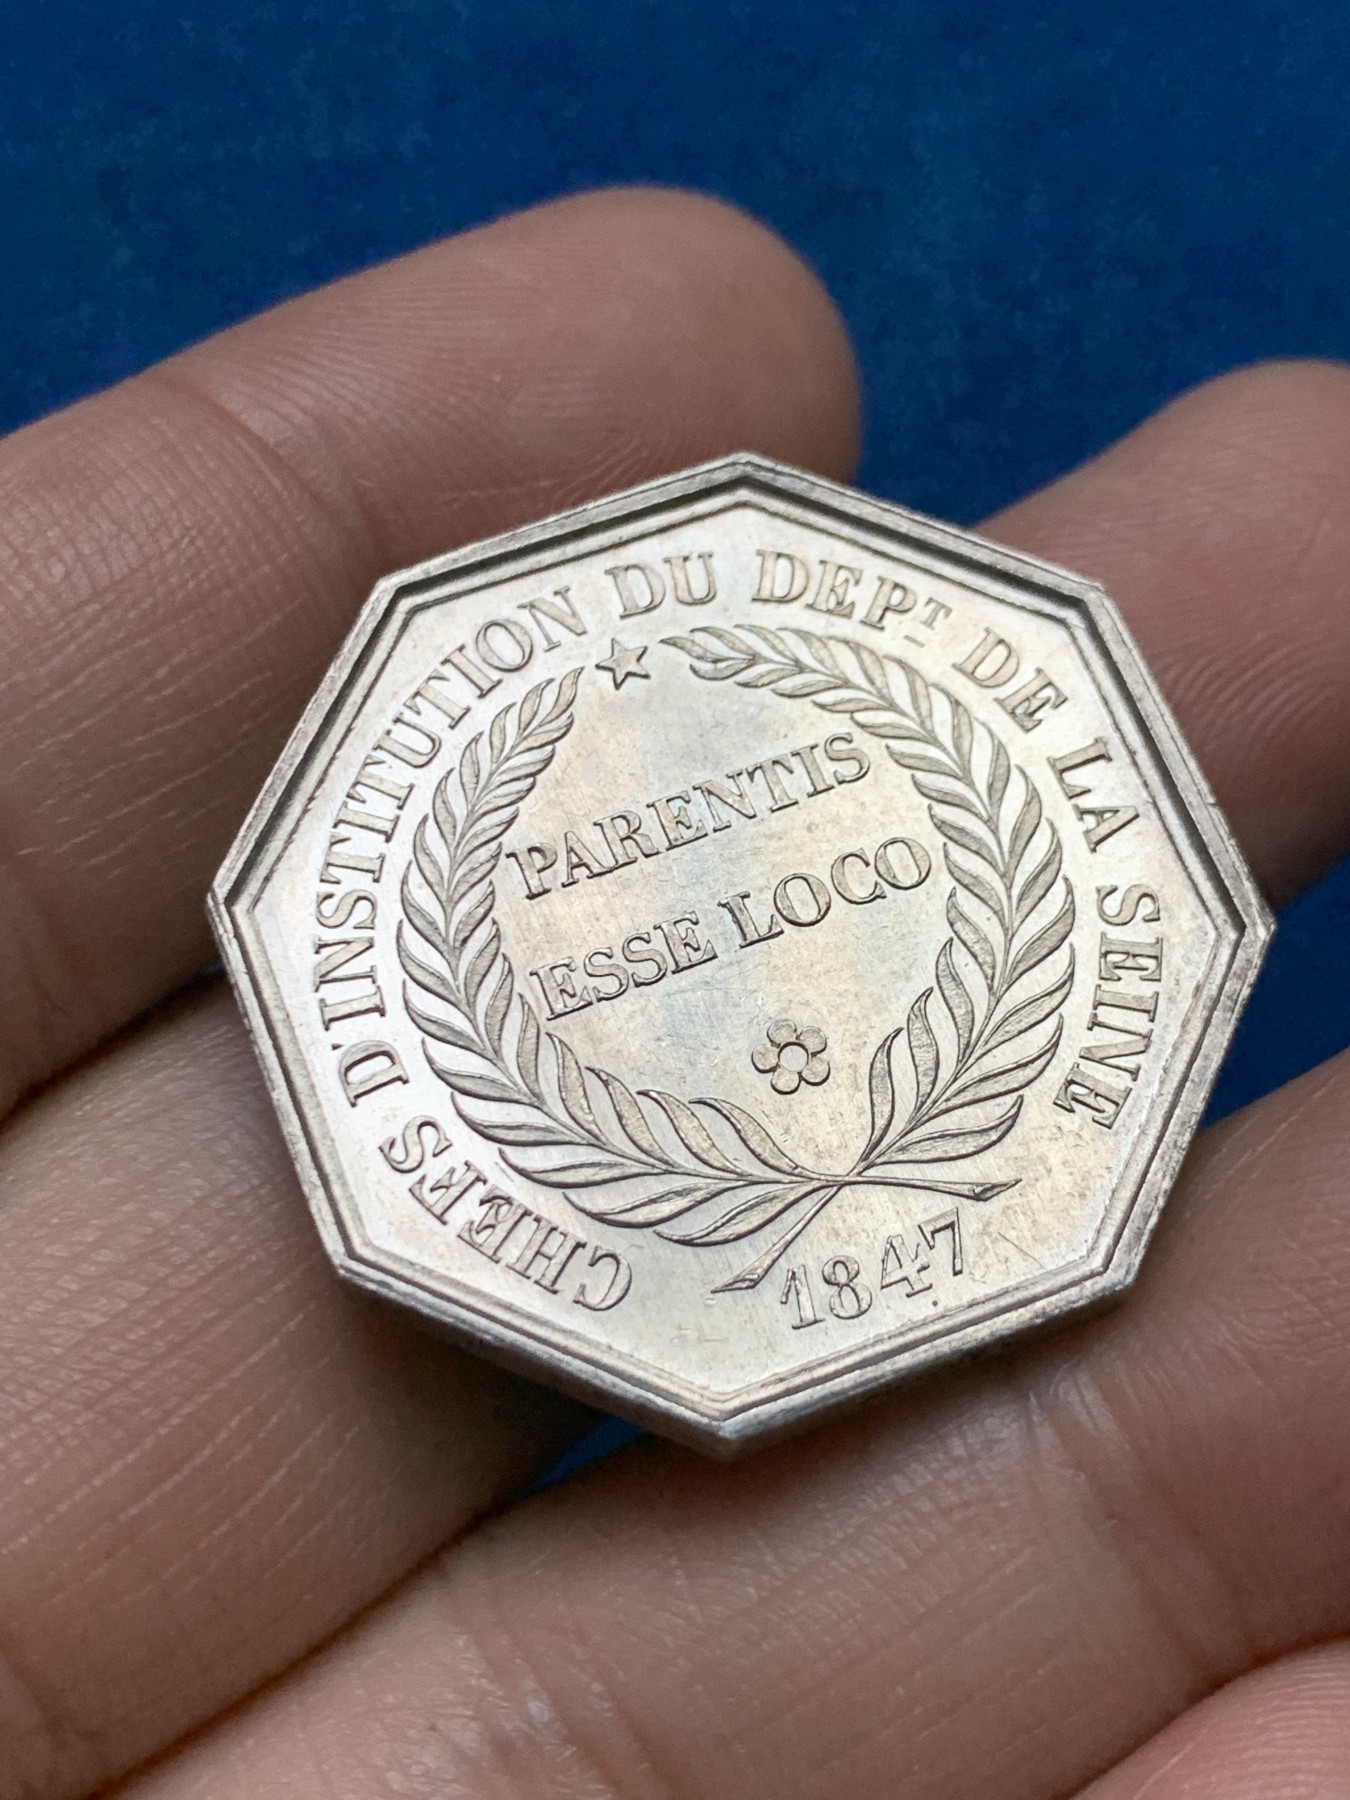 CHEFS D'INSTITUTION DU DEPT DE LA SEINE
PARENTIS
ESSE LOCO
1847